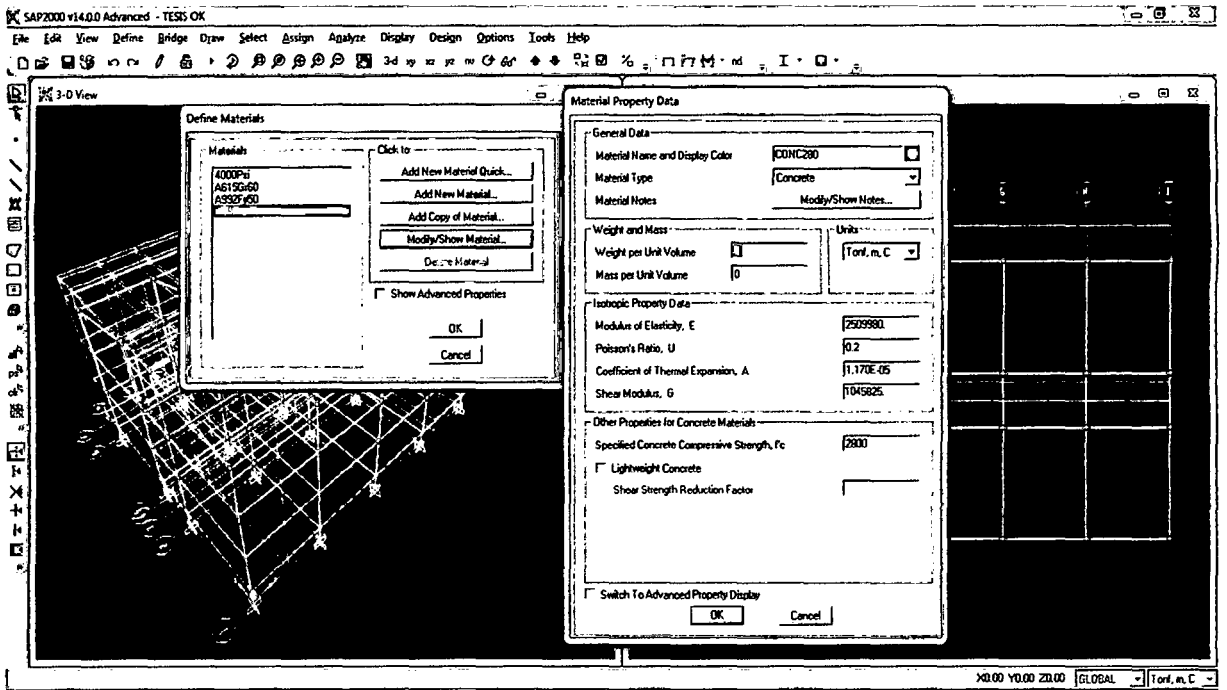 SAP2000 v14.0.0 Advanced - TESIS OK
File Edit View Define Bridge Draw Select Assign Analyze Display Design Options Tools Help
3-d xy xz yz nv
nd
3-D View
Define Materials
Materials
4000Psi
A615Gr60
A992Fy50
Click to:
Add New Material Quick...
Add New Material...
Add Copy of Material...
Modify/Show Material...
Delete Material
Show Advanced Properties
OK
Cancel
Material Property Data
General Data
Material Name and Display Color CONC280
Material Type Concrete
Material Notes Modify/Show Notes...
Weight and Mass
Weight per Unit Volume
Mass per Unit Volume 0
Units
Tonf, m, C
Isotropic Property Data
Modulus of Elasticity, E 2509980.
Poisson's Ratio, U 0.2
Coefficient of Thermal Expansion, A 1.170E-05
Shear Modulus, G 1045825.
Other Properties for Concrete Materials
Specified Concrete Compressive Strength, f'c 2800
Lightweight Concrete
Shear Strength Reduction Factor
Switch To Advanced Property Display
OK Cancel
X0.00 Y0.00 Z0.00 GLOBAL Tonf, m, C